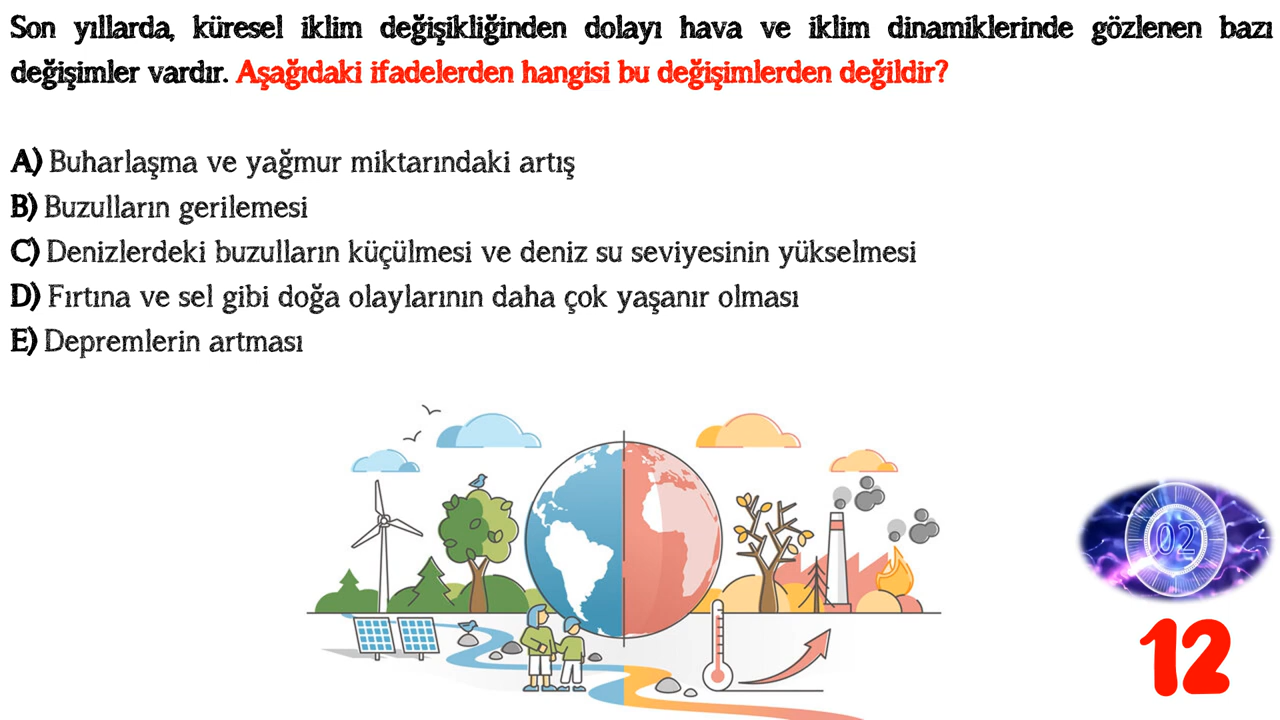 Son yıllarda, küresel iklim değişikliğinden dolayı hava ve iklim dinamiklerinde gözlenen bazı
değişimler vardır. Aşağıdaki ifadelerden hangisi bu değişimlerden değildir?
A) Buharlaşma ve yağmur miktarındaki artış
B) Buzulların gerilemesi
C) Denizlerdeki buzulların küçülmesi ve deniz su seviyesinin yükselmesi
D) Fırtına ve sel gibi doğa olaylarının daha çok yaşanır olması
E) Depremlerin artması
02
12